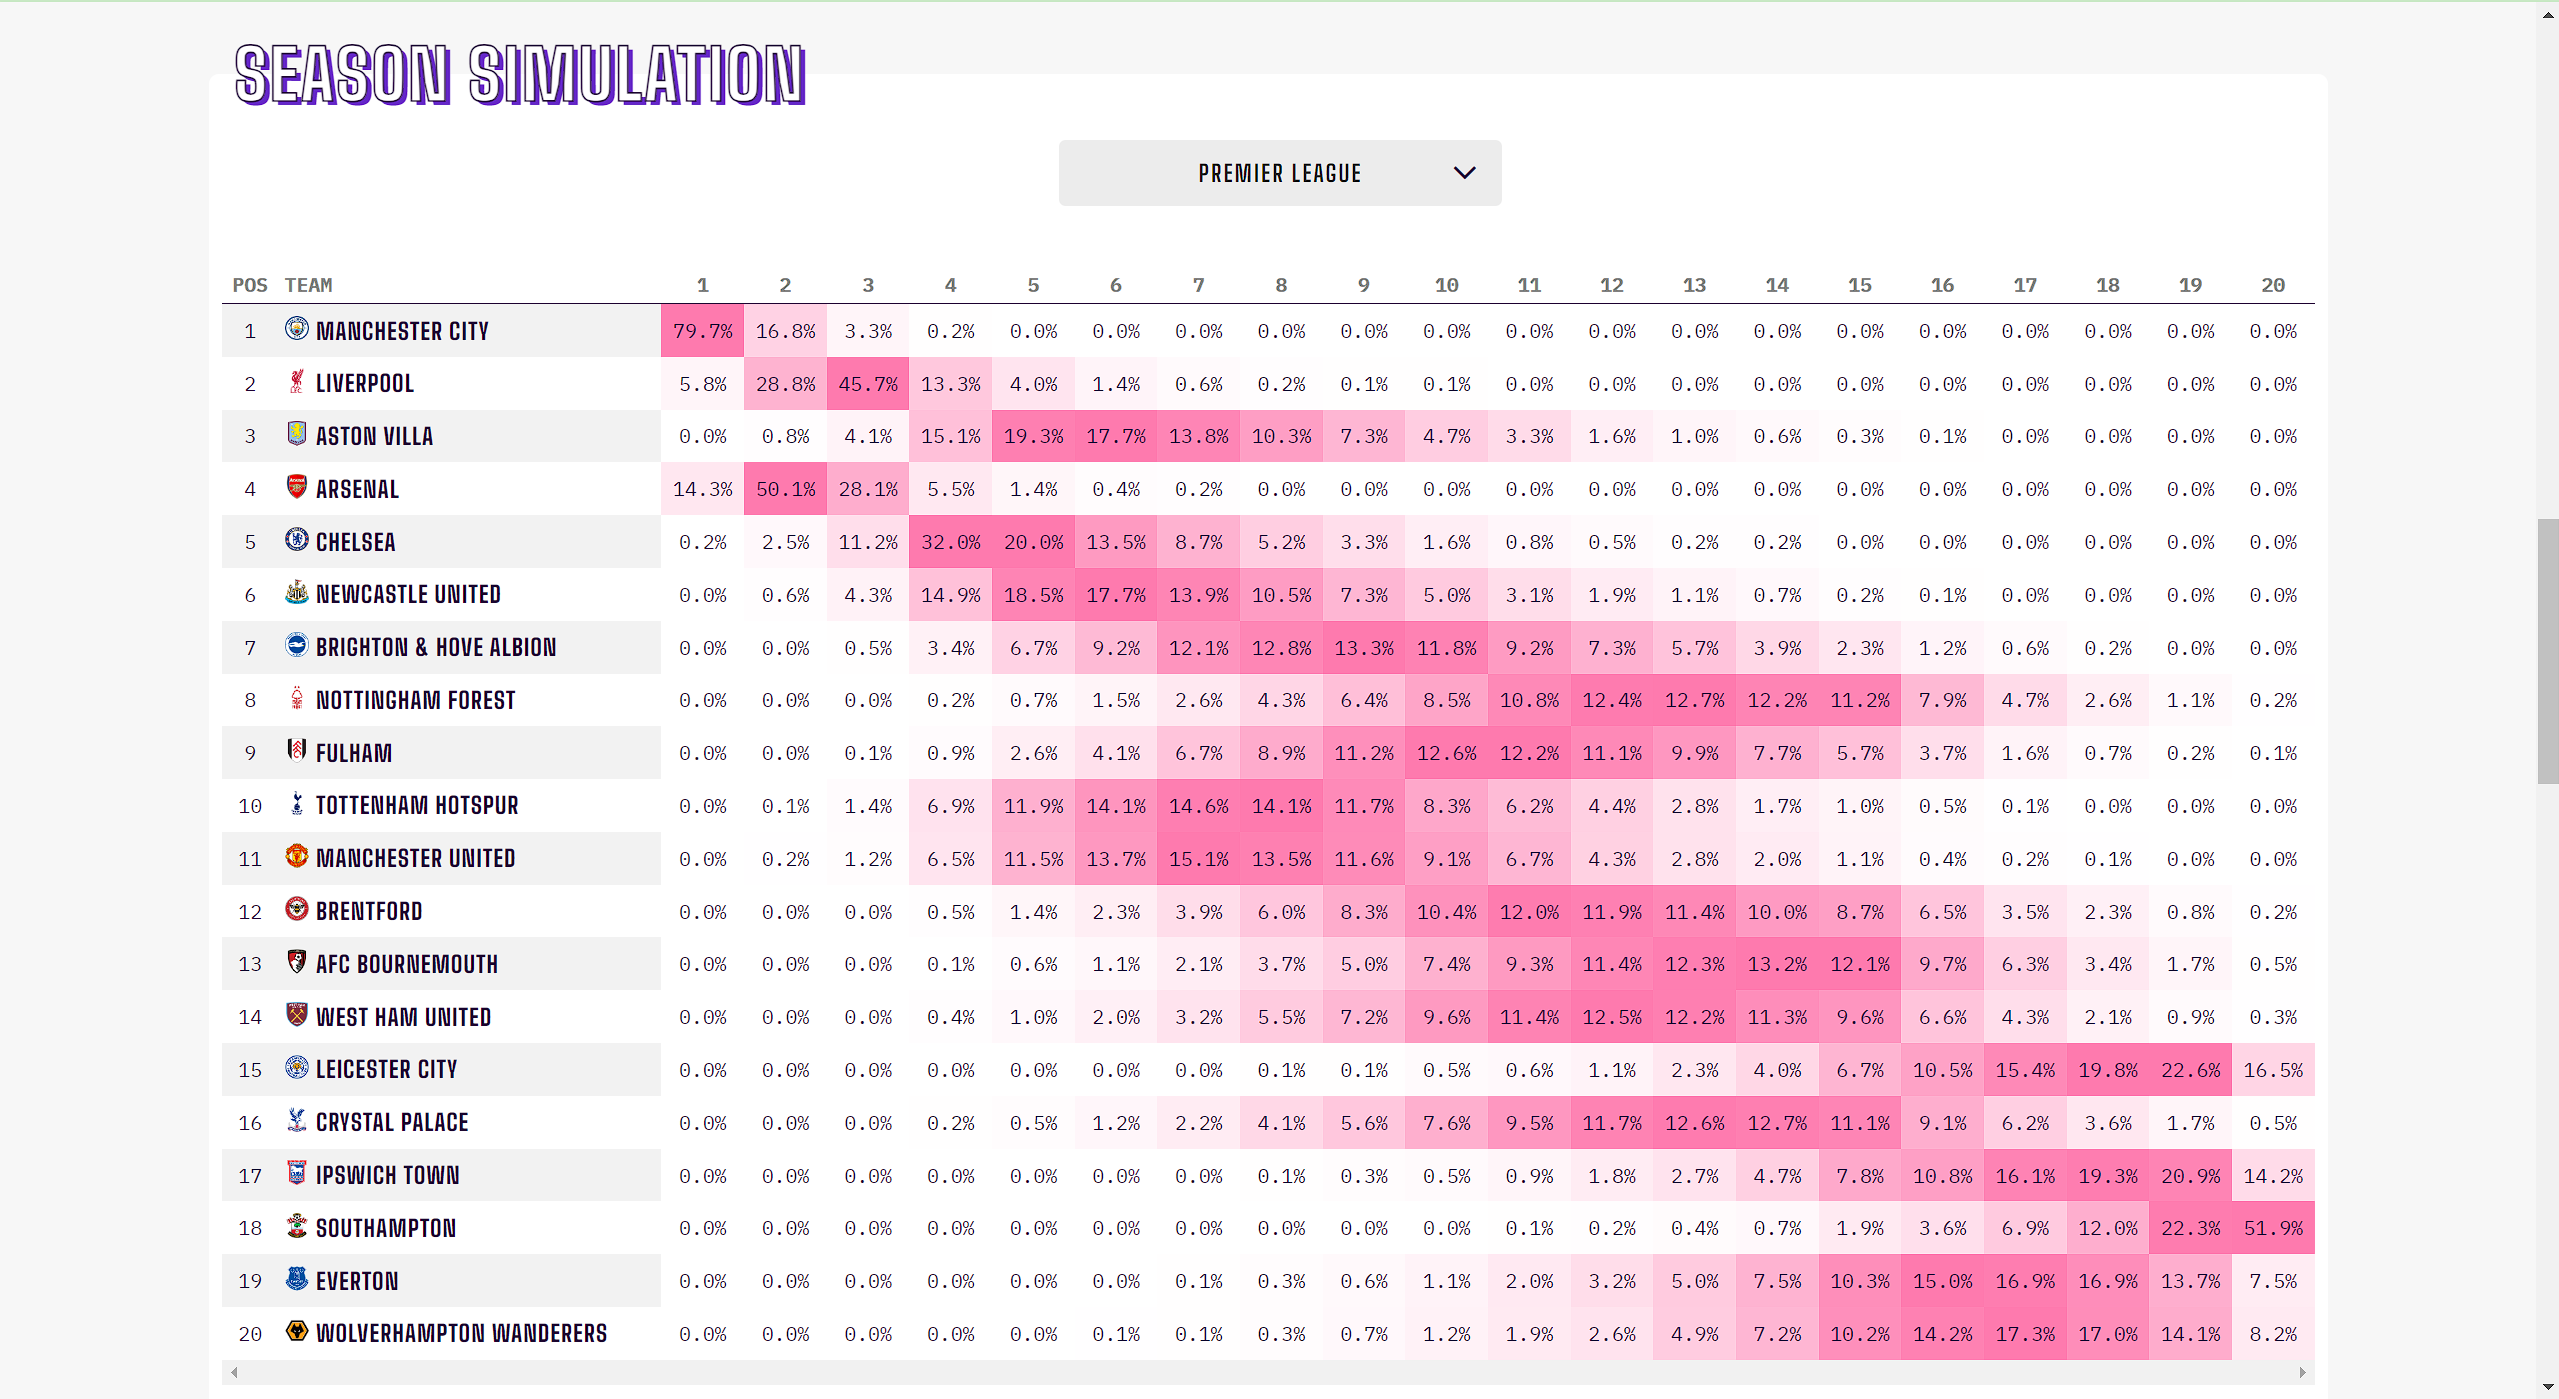 SEASON SIMULATION
PREMIER LEAGUE
POS TEAM 1 2 3 4 5 6 7 8 9 10 11 12 13 14 15 16 17 18 19 20
1 MANCHESTER CITY 79.7% 16.8% 3.3% 0.2% 0.0% 0.0% 0.0% 0.0% 0.0% 0.0% 0.0% 0.0% 0.0% 0.0% 0.0% 0.0% 0.0% 0.0% 0.0% 0.0%
2 LIVERPOOL 5.8% 28.8% 45.7% 13.3% 4.0% 1.4% 0.6% 0.2% 0.1% 0.1% 0.0% 0.0% 0.0% 0.0% 0.0% 0.0% 0.0% 0.0% 0.0% 0.0%
3 ASTON VILLA 0.0% 0.8% 4.1% 15.1% 19.3% 17.7% 13.8% 10.3% 7.3% 4.7% 3.3% 1.6% 1.0% 0.6% 0.3% 0.1% 0.0% 0.0% 0.0% 0.0%
4 ARSENAL 14.3% 50.1% 28.1% 5.5% 1.4% 0.4% 0.2% 0.0% 0.0% 0.0% 0.0% 0.0% 0.0% 0.0% 0.0% 0.0% 0.0% 0.0% 0.0% 0.0%
5 CHELSEA 0.2% 2.5% 11.2% 32.0% 20.0% 13.5% 8.7% 5.2% 3.3% 1.6% 0.8% 0.5% 0.2% 0.2% 0.0% 0.0% 0.0% 0.0% 0.0% 0.0%
6 NEWCASTLE UNITED 0.0% 0.6% 4.3% 14.9% 18.5% 17.7% 13.9% 10.5% 7.3% 5.0% 3.1% 1.9% 1.1% 0.7% 0.2% 0.1% 0.0% 0.0% 0.0% 0.0%
7 BRIGHTON & HOVE ALBION 0.0% 0.0% 0.5% 3.4% 6.7% 9.2% 12.1% 12.8% 13.3% 11.8% 9.2% 7.3% 5.7% 3.9% 2.3% 1.2% 0.6% 0.2% 0.0% 0.0%
8 NOTTINGHAM FOREST 0.0% 0.0% 0.0% 0.2% 0.7% 1.5% 2.6% 4.3% 6.4% 8.5% 10.8% 12.4% 12.7% 12.2% 11.2% 7.9% 4.7% 2.6% 1.1% 0.2%
9 FULHAM 0.0% 0.0% 0.1% 0.9% 2.6% 4.1% 6.7% 8.9% 11.2% 12.6% 12.2% 11.1% 9.9% 7.7% 5.7% 3.7% 1.6% 0.7% 0.2% 0.1%
10 TOTTENHAM HOTSPUR 0.0% 0.1% 1.4% 6.9% 11.9% 14.1% 14.6% 14.1% 11.7% 8.3% 6.2% 4.4% 2.8% 1.7% 1.0% 0.5% 0.1% 0.0% 0.0% 0.0%
11 MANCHESTER UNITED 0.0% 0.2% 1.2% 6.5% 11.5% 13.7% 15.1% 13.5% 11.6% 9.1% 6.7% 4.3% 2.8% 2.0% 1.1% 0.4% 0.2% 0.1% 0.0% 0.0%
12 BRENTFORD 0.0% 0.0% 0.0% 0.5% 1.4% 2.3% 3.9% 6.0% 8.3% 10.4% 12.0% 11.9% 11.4% 10.0% 8.7% 6.5% 3.5% 2.3% 0.8% 0.2%
13 AFC BOURNEMOUTH 0.0% 0.0% 0.0% 0.1% 0.6% 1.1% 2.1% 3.7% 5.0% 7.4% 9.3% 11.4% 12.3% 13.2% 12.1% 9.7% 6.3% 3.4% 1.7% 0.5%
14 WEST HAM UNITED 0.0% 0.0% 0.0% 0.4% 1.0% 2.0% 3.2% 5.5% 7.2% 9.6% 11.4% 12.5% 12.2% 11.3% 9.6% 6.6% 4.3% 2.1% 0.9% 0.3%
15 LEICESTER CITY 0.0% 0.0% 0.0% 0.0% 0.0% 0.0% 0.0% 0.1% 0.1% 0.5% 0.6% 1.1% 2.3% 4.0% 6.7% 10.5% 15.4% 19.8% 22.6% 16.5%
16 CRYSTAL PALACE 0.0% 0.0% 0.0% 0.2% 0.5% 1.2% 2.2% 4.1% 5.6% 7.6% 9.5% 11.7% 12.6% 12.7% 11.1% 9.1% 6.2% 3.6% 1.7% 0.5%
17 IPSWICH TOWN 0.0% 0.0% 0.0% 0.0% 0.0% 0.0% 0.0% 0.1% 0.3% 0.5% 0.9% 1.8% 2.7% 4.7% 7.8% 10.8% 16.1% 19.3% 20.9% 14.2%
18 SOUTHAMPTON 0.0% 0.0% 0.0% 0.0% 0.0% 0.0% 0.0% 0.0% 0.0% 0.0% 0.1% 0.2% 0.4% 0.7% 1.9% 3.6% 6.9% 12.0% 22.3% 51.9%
19 EVERTON 0.0% 0.0% 0.0% 0.0% 0.0% 0.0% 0.1% 0.3% 0.6% 1.1% 2.0% 3.2% 5.0% 7.5% 10.3% 15.0% 16.9% 16.9% 13.7% 7.5%
20 WOLVERHAMPTON WANDERERS 0.0% 0.0% 0.0% 0.0% 0.0% 0.1% 0.1% 0.3% 0.7% 1.2% 1.9% 2.6% 4.9% 7.2% 10.2% 14.2% 17.3% 17.0% 14.1% 8.2%